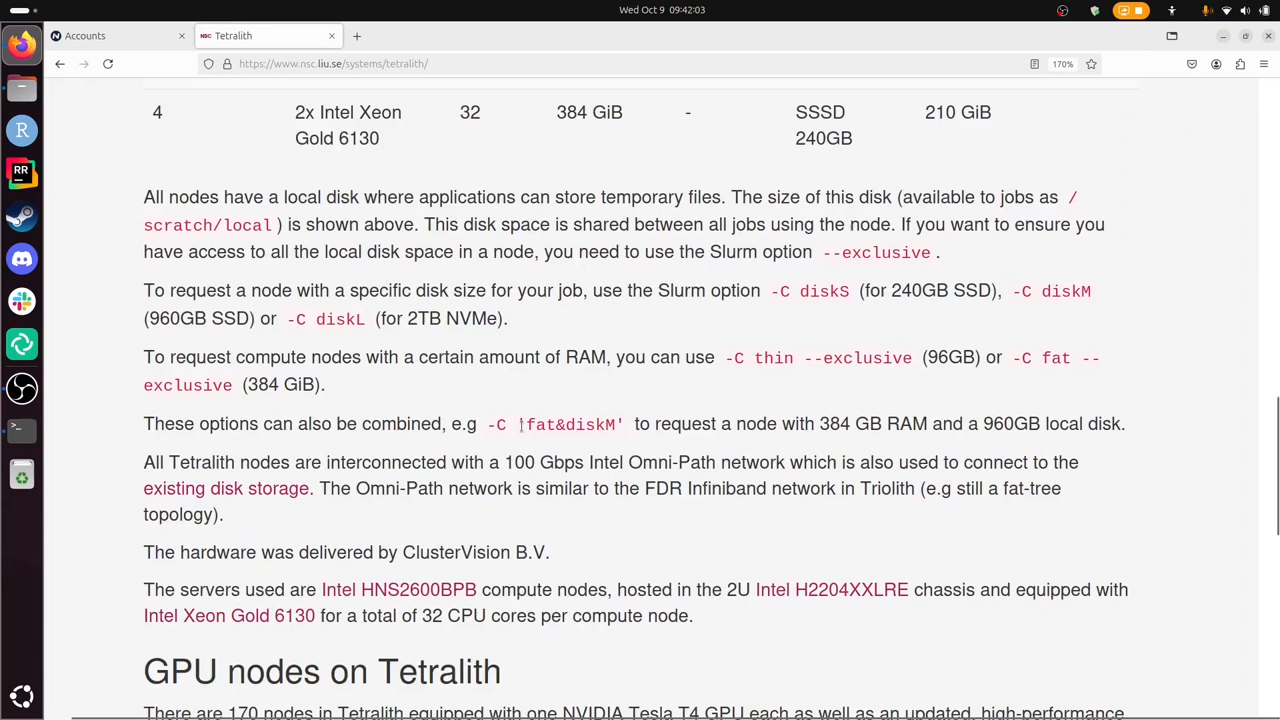 Wed Oct 9 09:42:03
Accounts
NSC Tetralith
https://www.nsc.liu.se/systems/tetralith/
170%
4 2x Intel Xeon 32 384 GiB - SSSD 210 GiB
Gold 6130 240GB
All nodes have a local disk where applications can store temporary files. The size of this disk (available to jobs as /
scratch/local ) is shown above. This disk space is shared between all jobs using the node. If you want to ensure you
have access to all the local disk space in a node, you need to use the Slurm option --exclusive .
To request a node with a specific disk size for your job, use the Slurm option -C diskS (for 240GB SSD), -C diskM
(960GB SSD) or -C diskL (for 2TB NVMe).
To request compute nodes with a certain amount of RAM, you can use -C thin --exclusive (96GB) or -C fat --
exclusive (384 GiB).
These options can also be combined, e.g -C 'fat&diskM' to request a node with 384 GB RAM and a 960GB local disk.
All Tetralith nodes are interconnected with a 100 Gbps Intel Omni-Path network which is also used to connect to the
existing disk storage. The Omni-Path network is similar to the FDR Infiniband network in Triolith (e.g still a fat-tree
topology).
The hardware was delivered by ClusterVision B.V.
The servers used are Intel HNS2600BPB compute nodes, hosted in the 2U Intel H2204XXLRE chassis and equipped with
Intel Xeon Gold 6130 for a total of 32 CPU cores per compute node.
GPU nodes on Tetralith
There are 170 nodes in Tetralith equipped with one NVIDIA Tesla T4 GPU each as well as an updated, high-performance